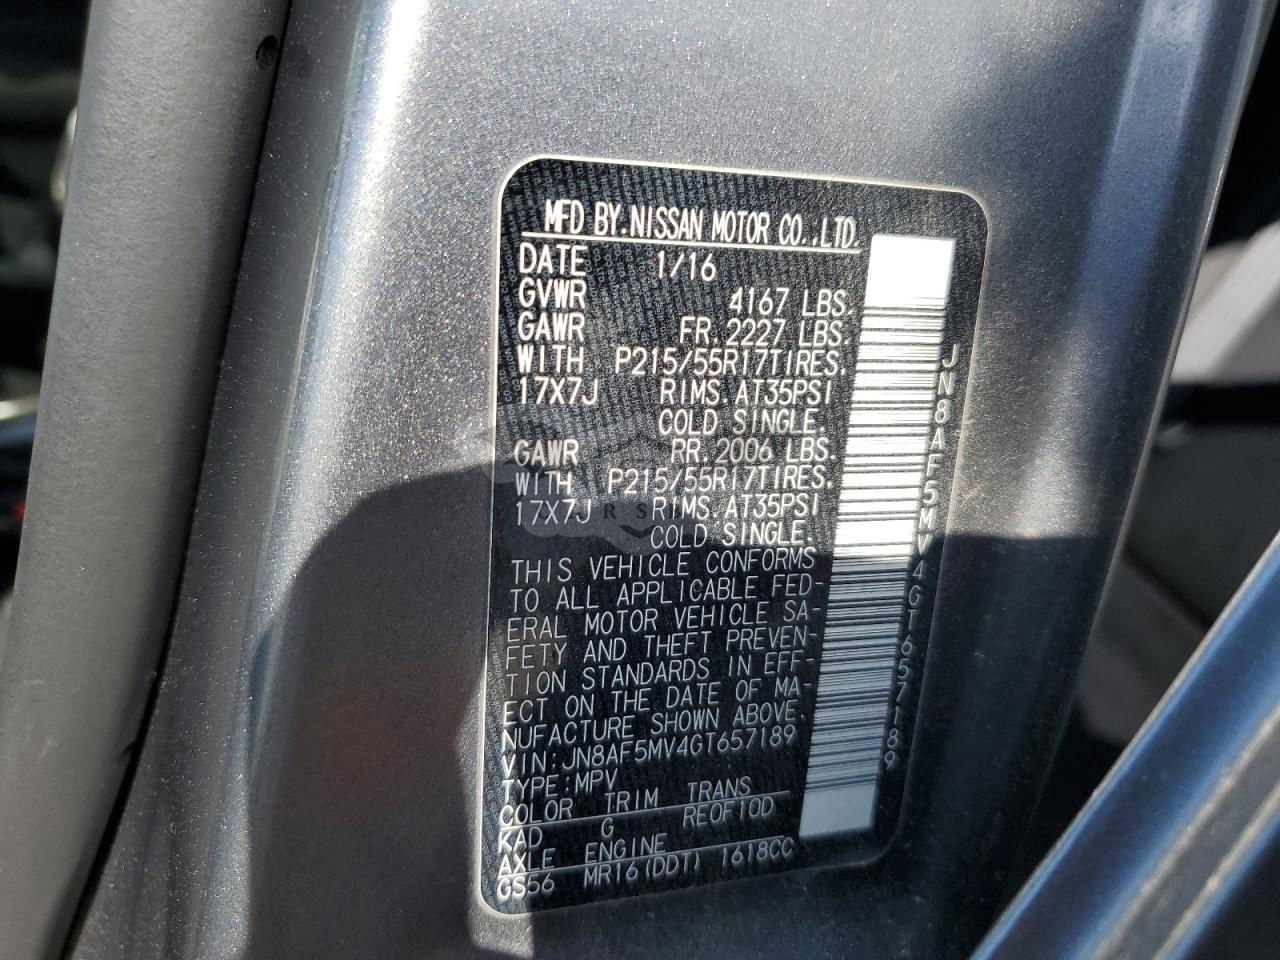 MFD BY.NISSAN MOTOR CO.,LTD.
DATE 1/16
GVWR 4167 LBS.
GAWR FR.2227 LBS.
WITH P215/55R17TIRES.
17X7J RIMS.AT35PSI
COLD SINGLE.
GAWR RR.2006 LBS.
WITH P215/55R17TIRES.
17X7J RIMS.AT35PSI
COLD SINGLE.
THIS VEHICLE CONFORMS
TO ALL APPLICABLE FED-
ERAL MOTOR VEHICLE SA-
FETY AND THEFT PREVEN-
TION STANDARDS IN EFF-
ECT ON THE DATE OF MA-
NUFACTURE SHOWN ABOVE.
VIN:JN8AF5MV4GT657189
TYPE:MPV
COLOR TRIM TRANS
KAD G RE0F10D
AXLE ENGINE
GS56 MR16(DDT) 1618CC
JN8AF5MV4GT657189